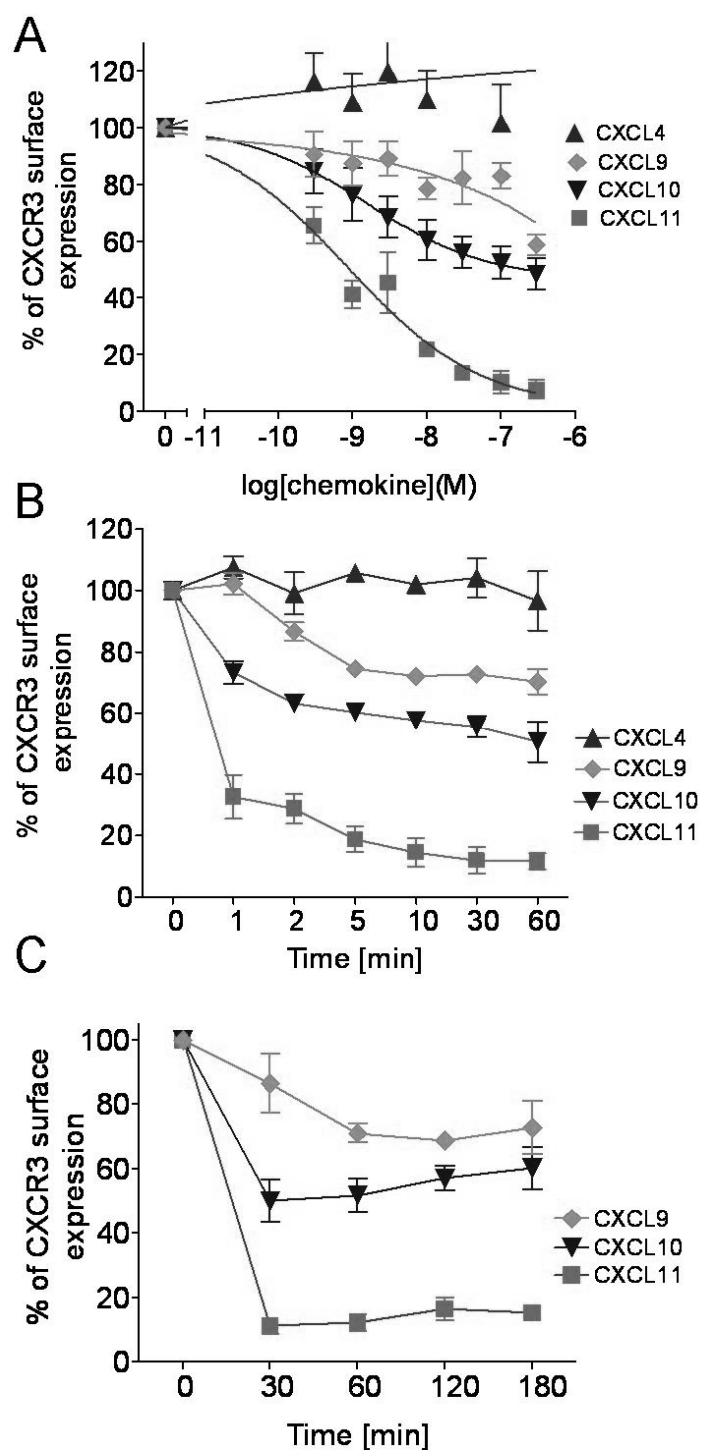 A
% of CXCR3 surface
expression
120
100
80
60
40
20
0
0 -11 -10 -9 -8 -7 -6
log[chemokine](M)
CXCL4
CXCL9
CXCL10
CXCL11
B
% of CXCR3 surface
expression
120
100
80
60
40
20
0
0 1 2 5 10 30 60
Time [min]
CXCL4
CXCL9
CXCL10
CXCL11
C
% of CXCR3 surface
expression
100
80
60
40
20
0
0 30 60 120 180
Time [min]
CXCL9
CXCL10
CXCL11